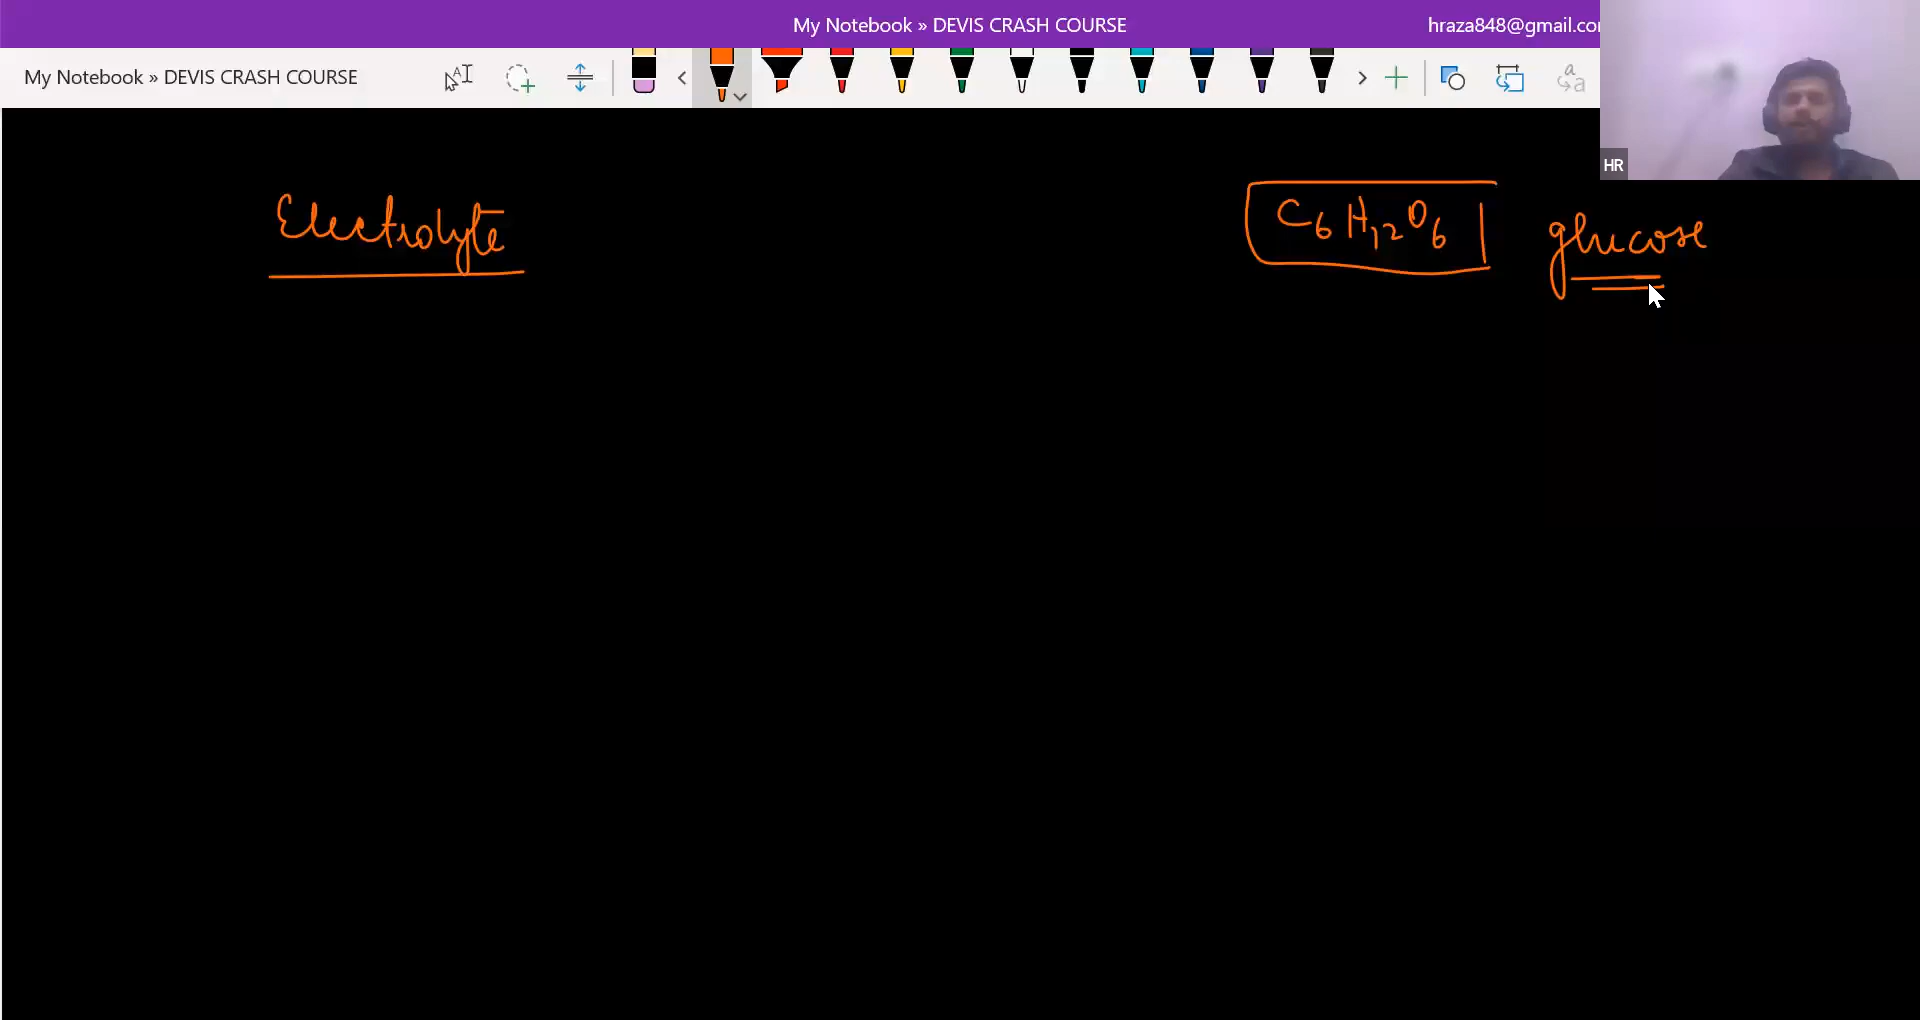 My Notebook » DEVIS CRASH COURSE
hraza848@gmail.co
My Notebook » DEVIS CRASH COURSE
HR
Electrolyte
C6H12O6
glucose